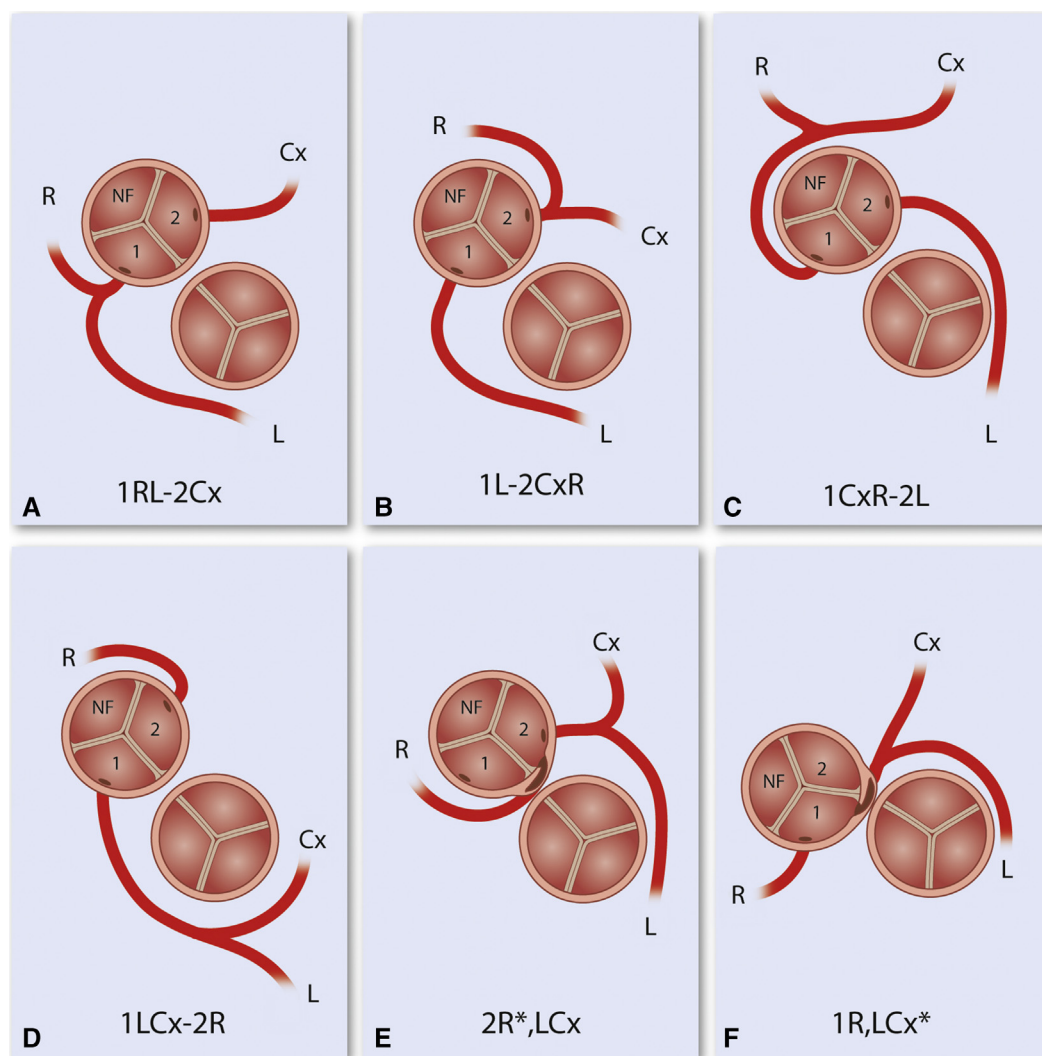 R
Cx
NF
2
1
L
1RL-2Cx
A
R
NF
2
1
Cx
L
1L-2CxR
B
R
Cx
NF
2
1
L
1CxR-2L
C
R
NF
2
1
Cx
L
1LCx-2R
D
Cx
NF
2
R
1
L
2R*,LCx
E
Cx
2
NF
1
L
R
1R,LCx*
F